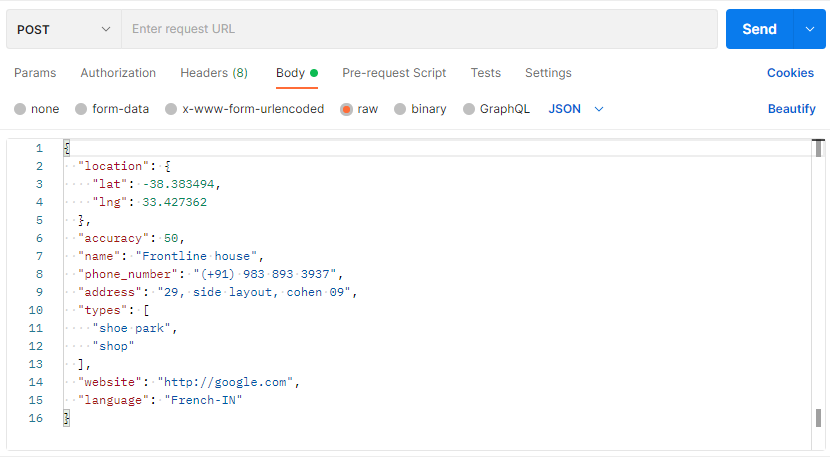 POST Enter request URL Send
Params Authorization Headers (8) Body Pre-request Script Tests Settings Cookies
none form-data x-www-form-urlencoded raw binary GraphQL JSON Beautify
1 {
2 "location": {
3 "lat": -38.383494,
4 "lng": 33.427362
5 },
6 "accuracy": 50,
7 "name": "Frontline house",
8 "phone_number": "(+91) 983 893 3937",
9 "address": "29, side layout, cohen 09",
10 "types": [
11 "shoe park",
12 "shop"
13 ],
14 "website": "http://google.com",
15 "language": "French-IN"
16 }